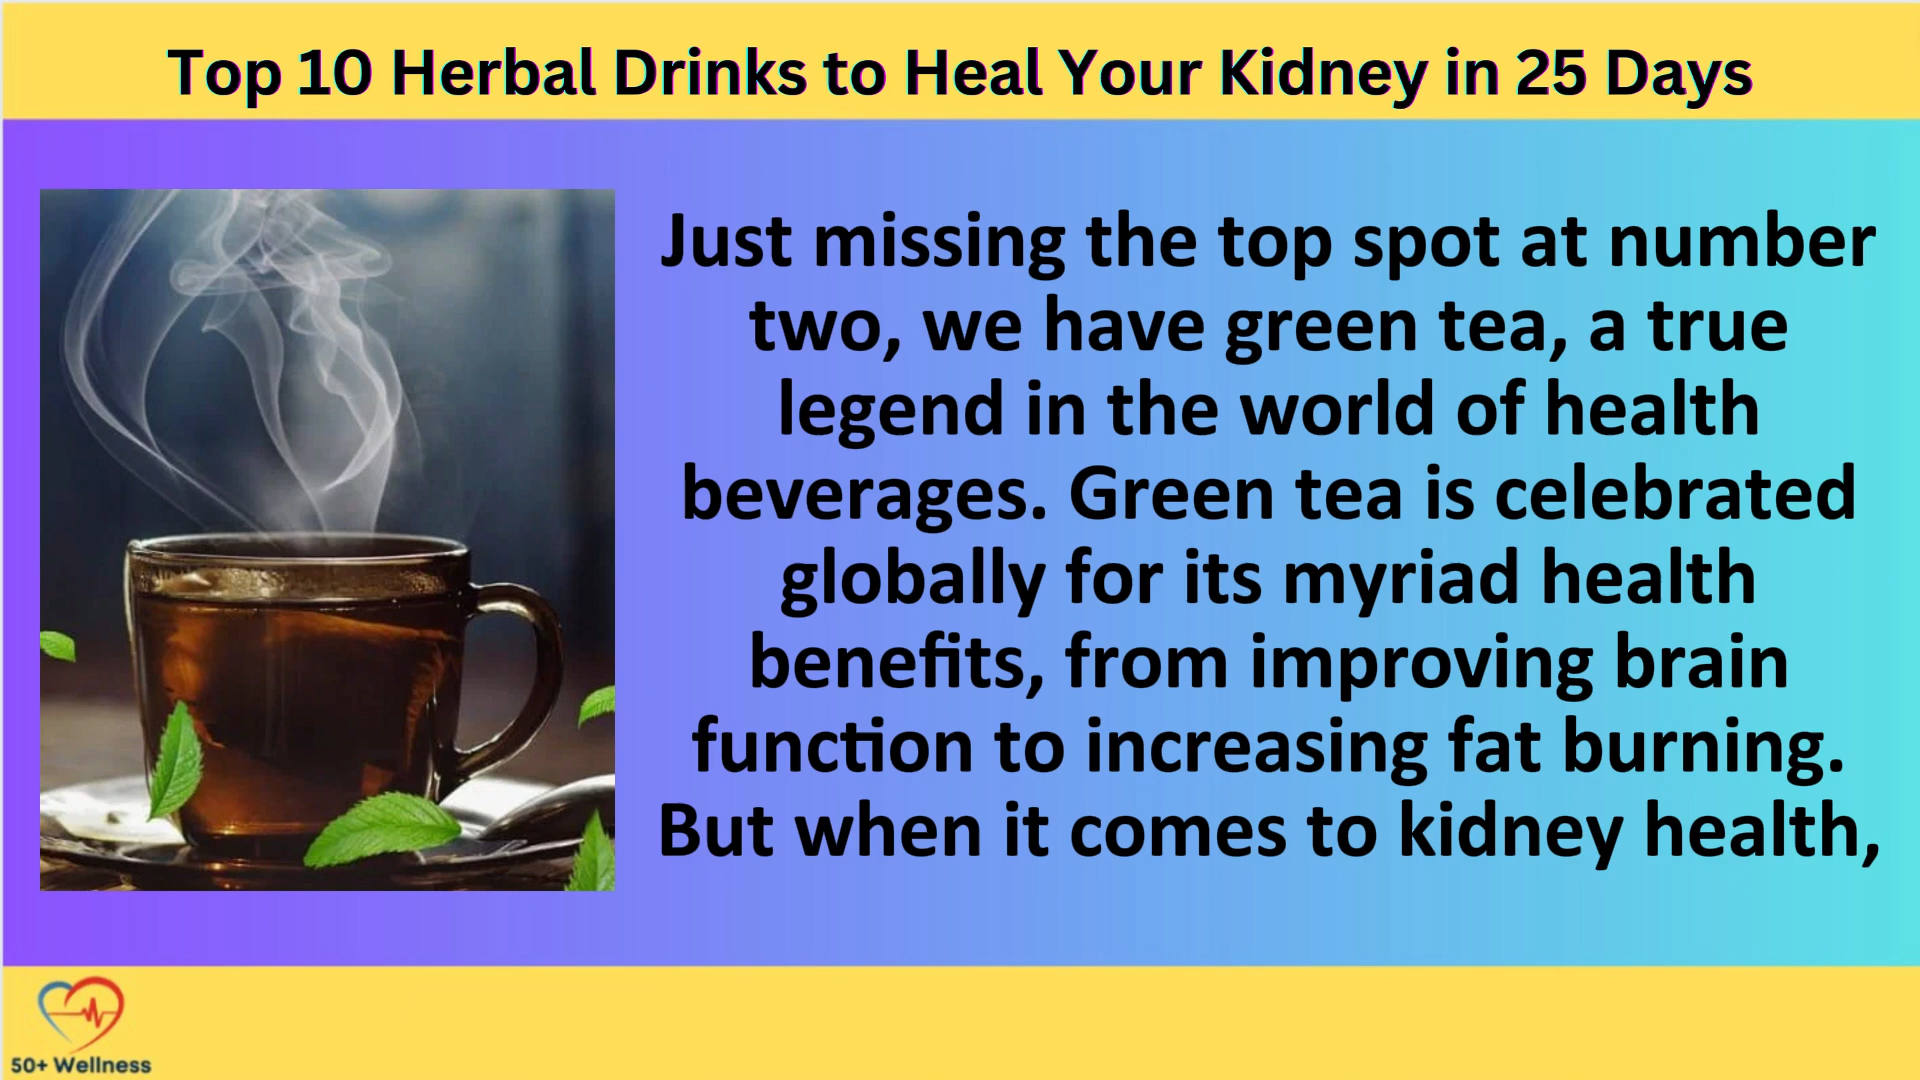 Top 10 Herbal Drinks to Heal Your Kidney in 25 Days
Just missing the top spot at number
two, we have green tea, a true
legend in the world of health
beverages. Green tea is celebrated
globally for its myriad health
benefits, from improving brain
function to increasing fat burning.
But when it comes to kidney health,
50+ Wellness